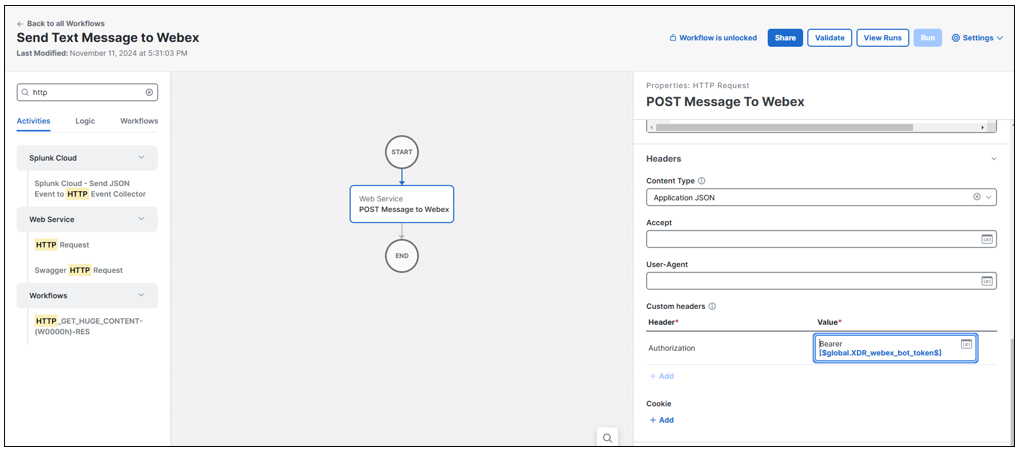 ← Back to all Workflows
Send Text Message to Webex
Last Modified: November 11, 2024 at 5:31:03 PM
Workflow is unlocked
Share
Validate
View Runs
Run
Settings
http
Activities
Logic
Workflows
Splunk Cloud
Splunk Cloud - Send JSON
Event to HTTP Event Collector
Web Service
HTTP Request
Swagger HTTP Request
Workflows
HTTP_GET_HUGE_CONTENT-
(W0000h)-RES
START
Web Service
POST Message to Webex
END
Properties: HTTP Request
POST Message To Webex
Headers
Content Type
Application JSON
Accept
User-Agent
Custom headers
Header*
Value*
Authorization
Bearer
[$global.XDR_webex_bot_token$]
+ Add
Cookie
+ Add